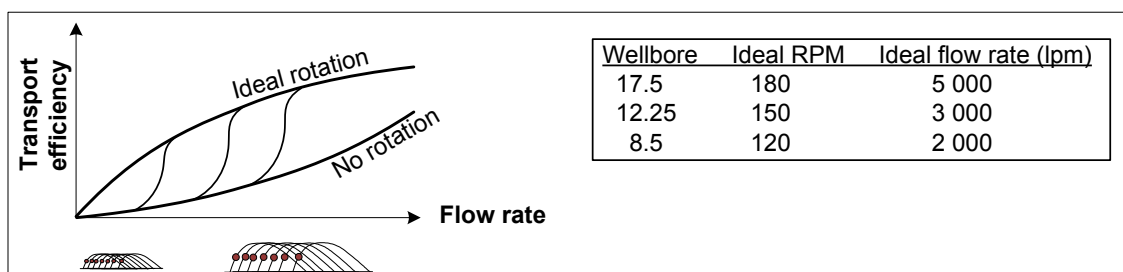 Transport
efficiency
Ideal rotation
No rotation
Flow rate
Wellbore Ideal RPM Ideal flow rate (lpm)
17.5 180 5 000
12.25 150 3 000
8.5 120 2 000